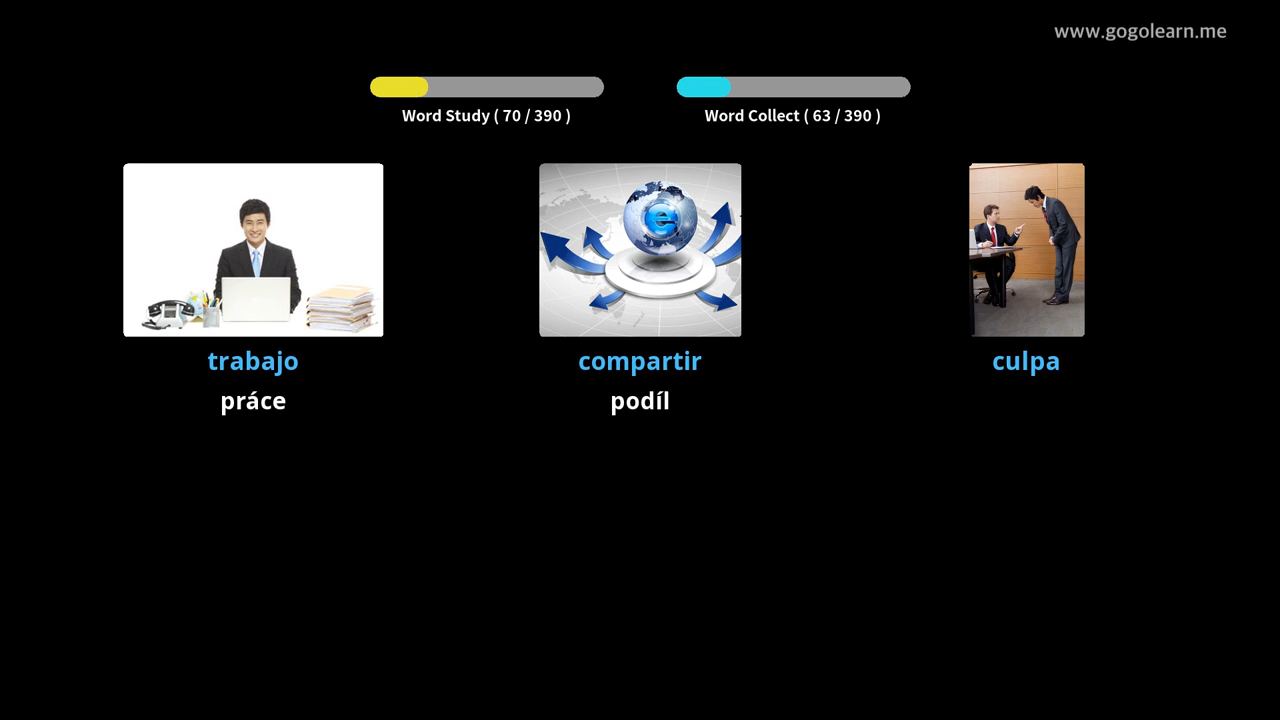 www.gogolearn.me
Word Study ( 70 / 390 )
Word Collect ( 63 / 390 )
trabajo
práce
compartir
podíl
culpa